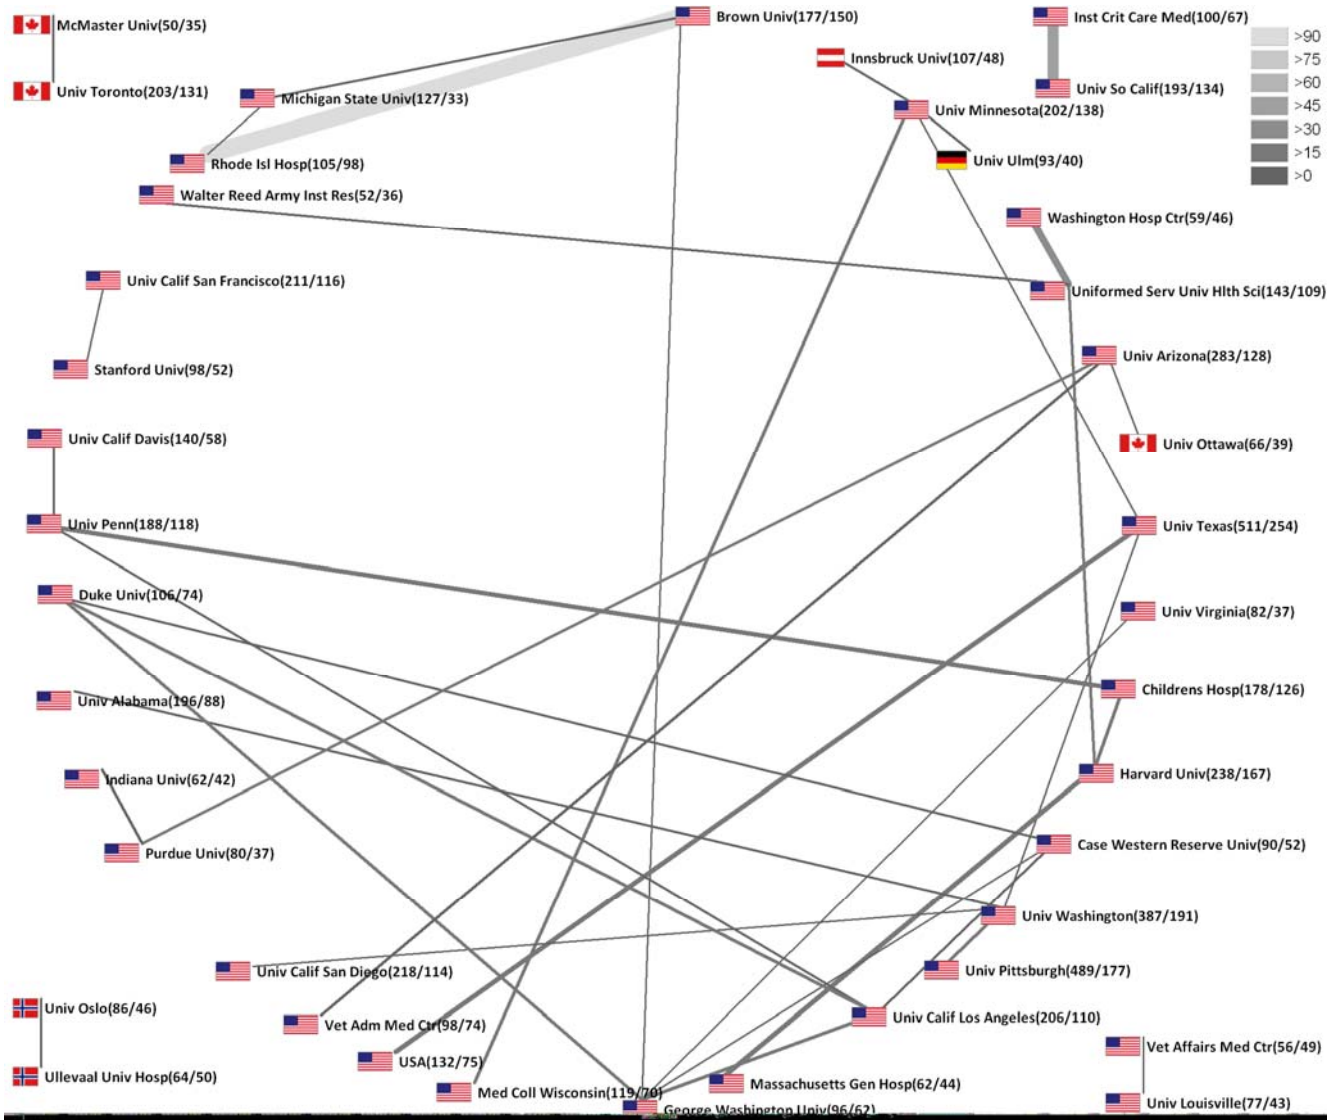 McMaster Univ(50/35)
Brown Univ(177/150)
Inst Crit Care Med(100/67)
>90
Innsbruck Univ(107/48)
>75
Univ Toronto(203/131)
Michigan State Univ(127/33)
Univ So Calif(193/134)
>60
Univ Minnesota(202/138)
>45
>30
Rhode Isl Hosp(105/98)
Univ Ulm(93/40)
>15
>0
Walter Reed Army Inst Res(52/36)
Washington Hosp Ctr(59/46)
Univ Calif San Francisco(211/116)
Uniformed Serv Univ Hlth Sci(143/109)
Stanford Univ(98/52)
Univ Arizona(283/128)
Univ Calif Davis(140/58)
Univ Ottawa(66/39)
Univ Penn(188/118)
Univ Texas(511/254)
Duke Univ(106/74)
Univ Virginia(82/37)
Univ Alabama(196/88)
Childrens Hosp(178/126)
Indiana Univ(62/42)
Harvard Univ(238/167)
Purdue Univ(80/37)
Case Western Reserve Univ(90/52)
Univ Washington(387/191)
Univ Calif San Diego(218/114)
Univ Pittsburgh(489/177)
Univ Oslo(86/46)
Vet Adm Med Ctr(98/74)
Univ Calif Los Angeles(206/110)
Vet Affairs Med Ctr(56/49)
USA(132/75)
Ullevaal Univ Hosp(64/50)
Med Coll Wisconsin(119/70)
Massachusetts Gen Hosp(62/44)
George Washington Univ(96/62)
Univ Louisville(77/43)